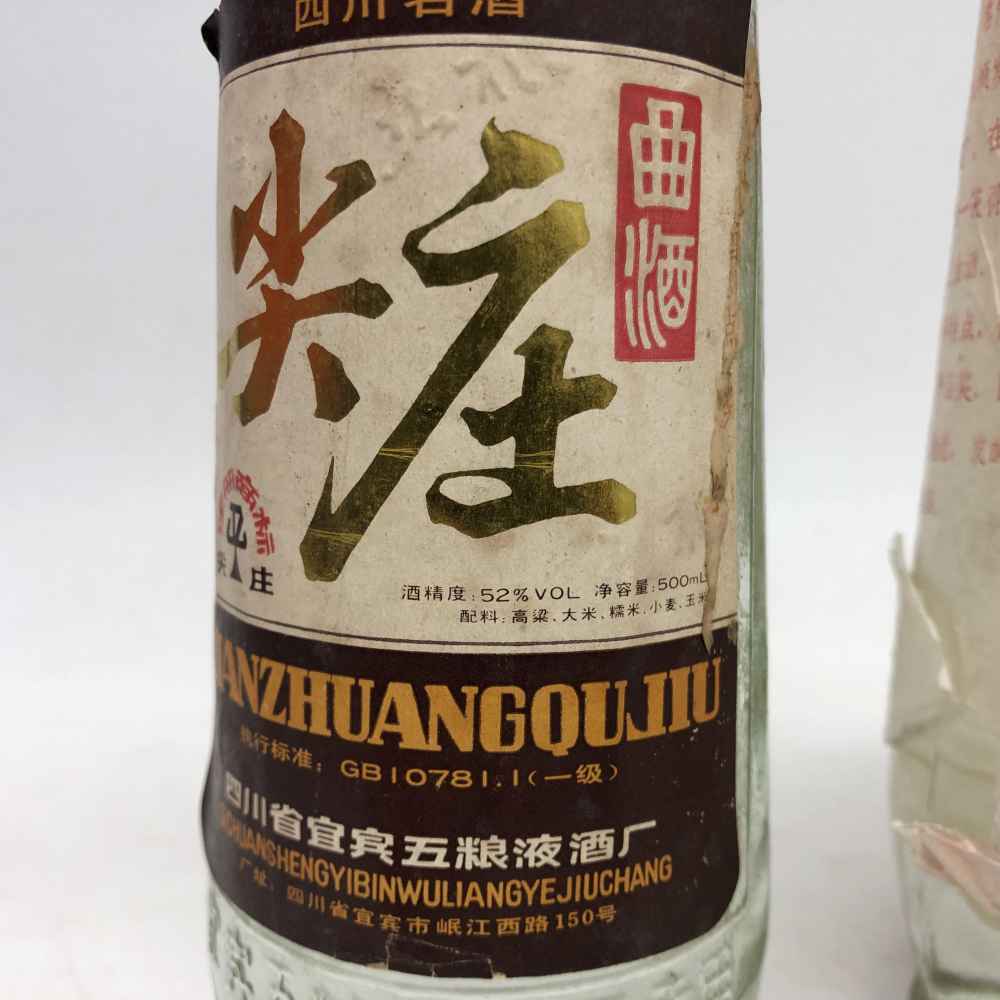 四川名酒
尖庄
曲酒
商标
庄
酒精度:52%VOL 净容量:500mL
配料:高粱、大米、糯米、小麦、玉米
ANZHUANGQUJIU
执行标准: GB10781.1(一级)
四川省宜宾五粮液酒厂
CHUANSHENGYIBINWULIANGYEJIUCHANG
厂址: 四川省宜宾市岷江西路150号